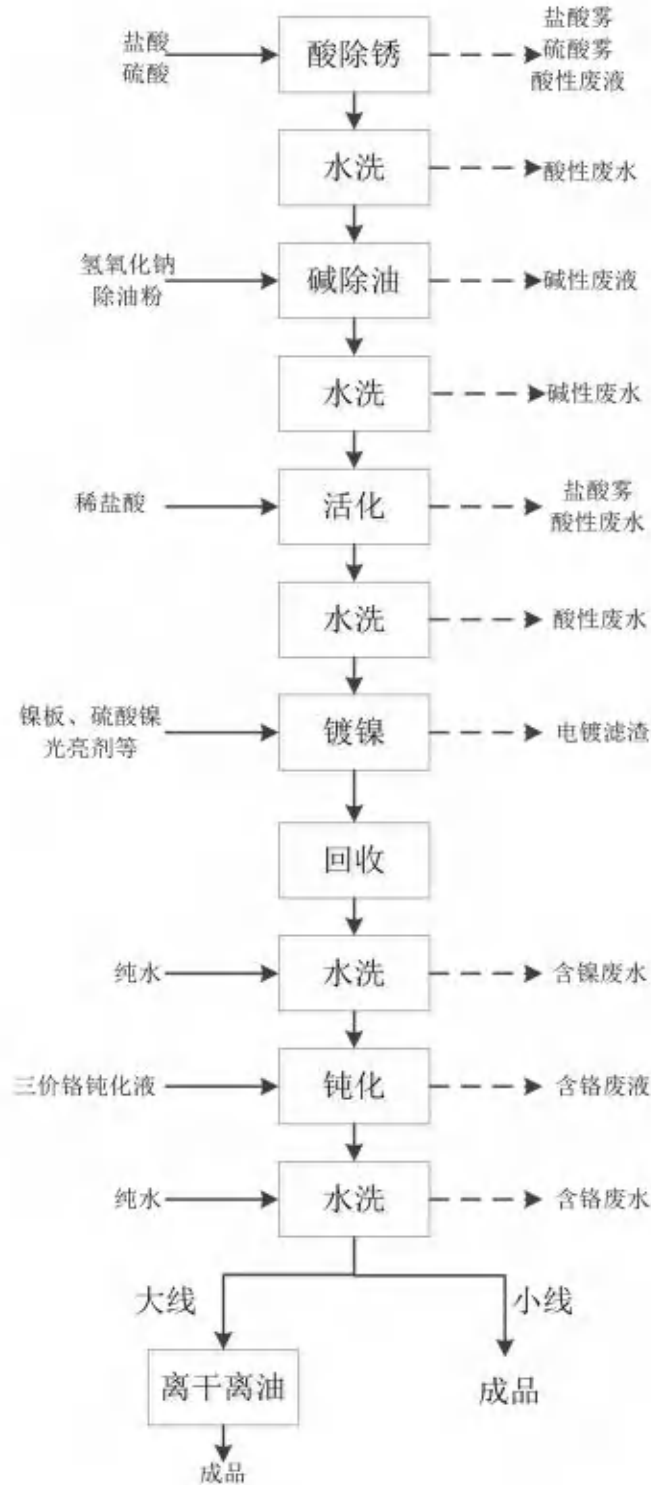 盐酸
硫酸
酸除锈
盐酸雾
硫酸雾
酸性废液
水洗
酸性废水
氢氧化钠
除油粉
碱除油
碱性废液
水洗
碱性废水
稀盐酸
活化
盐酸雾
酸性废水
水洗
酸性废水
镍板、硫酸镍
光亮剂等
镀镍
电镀滤渣
回收
纯水
水洗
含镍废水
三价铬钝化液
钝化
含铬废液
纯水
水洗
含铬废水
大线
小线
离干离油
成品
成品